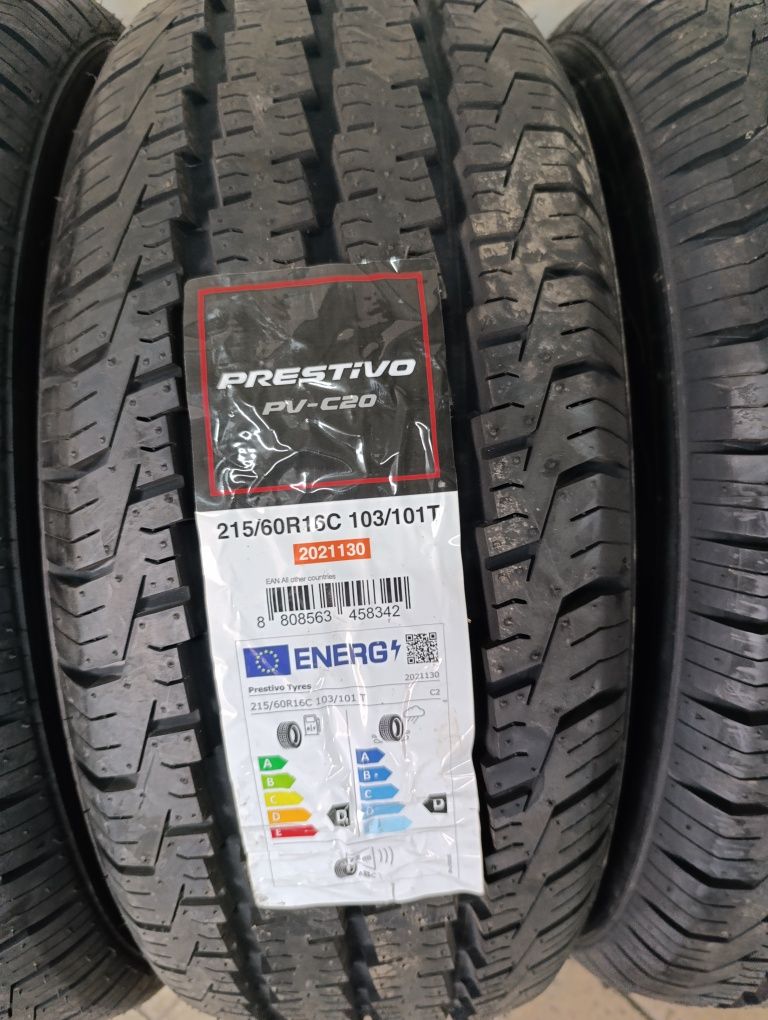 PRESTIVO
PV-C20
215/60R16C 103/101T
2021130
EAN All other countries
8 808563 458342
ENERG
Prestivo Tyres 2021130
215/60R16C 103/101 T C2
A A
B B
C C
D D D D
E